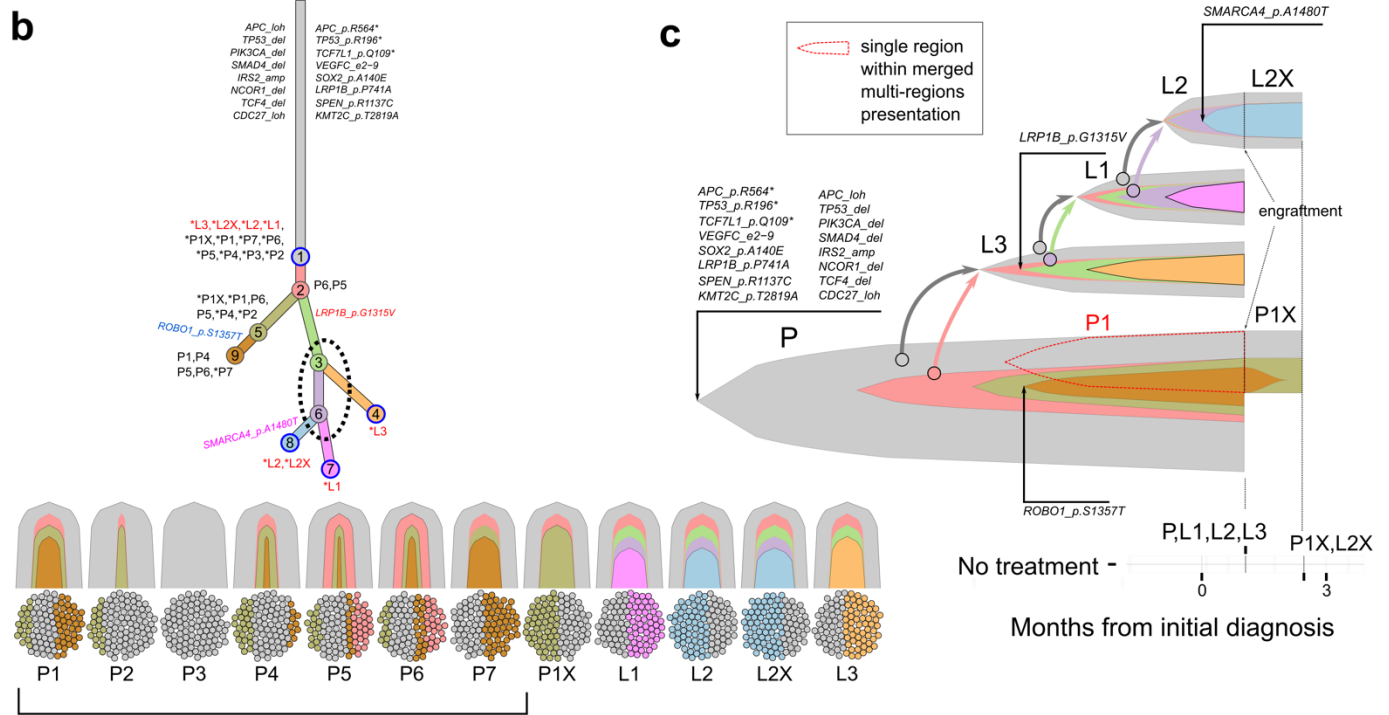 b
APC_loh
TP53_del
PIK3CA_del
SMAD4_del
IRS2_amp
NCOR1_del
TCF4_del
CDC27_loh
APC_p.R564*
TP53_p.R196*
TCF7L1_p.Q109*
VEGFC_e2-9
SOX2_p.A140E
LRP1B_p.P741A
SPEN_p.R1137C
KMT2C_p.T2819A
*L3,*L2X,*L2,*L1,
*P1X,*P1,*P7,*P6,
*P5,*P4,*P3,*P2
1
2
P6,P5
*P1X,*P1,P6,
P5,*P4,*P2
LRP1B_p.G1315V
ROBO1_p.S1357T
5
9
P1,P4
P5,P6,*P7
3
6
4
*L3
SMARCA4_p.A1480T
8
*L2,*L2X
7
*L1
P1 P2 P3 P4 P5 P6 P7 P1X L1 L2 L2X L3
c
single region
within merged
multi-regions
presentation
SMARCA4_p.A1480T
L2
L2X
LRP1B_p.G1315V
L1
engraftment
APC_p.R564*
TP53_p.R196*
TCF7L1_p.Q109*
VEGFC_e2-9
SOX2_p.A140E
LRP1B_p.P741A
SPEN_p.R1137C
KMT2C_p.T2819A
APC_loh
TP53_del
PIK3CA_del
SMAD4_del
IRS2_amp
NCOR1_del
TCF4_del
CDC27_loh
L3
P
P1
P1X
ROBO1_p.S1357T
P,L1,L2,L3
P1X,L2X
No treatment
0 3
Months from initial diagnosis